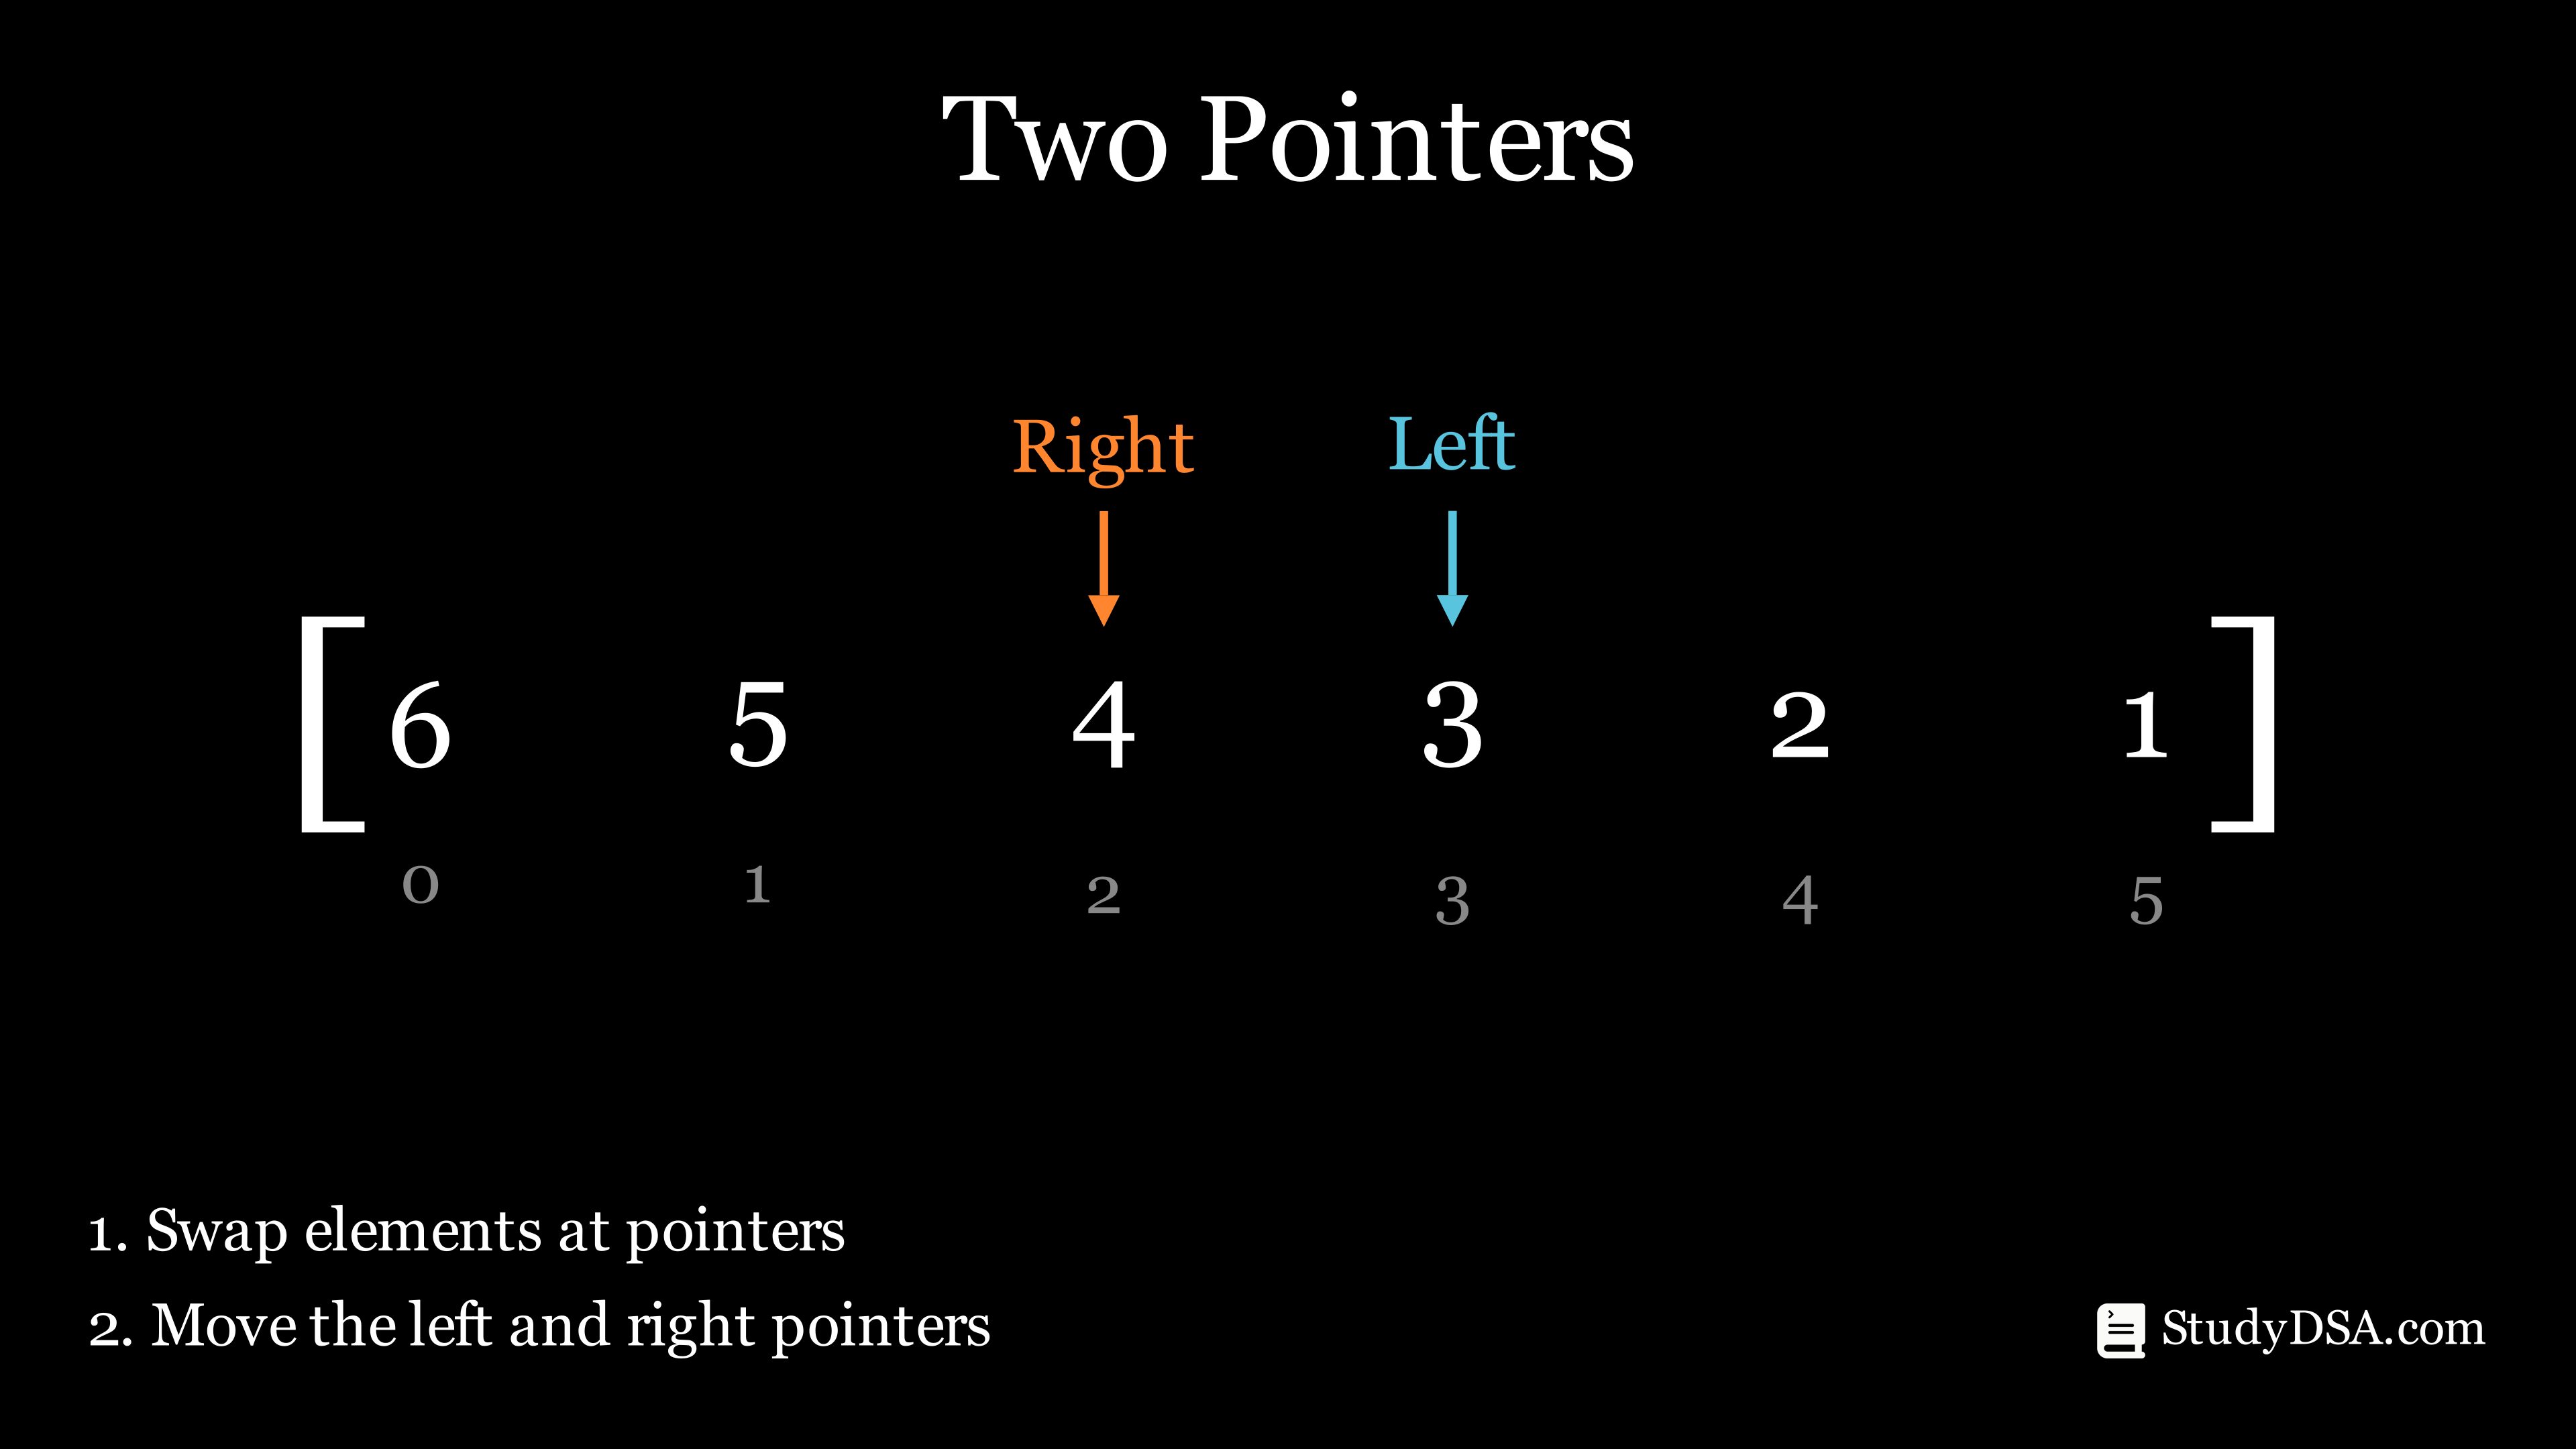 Two Pointers
Right Left
[ 6 5 4 3 2 1 ]
0 1 2 3 4 5
1. Swap elements at pointers
2. Move the left and right pointers
StudyDSA.com